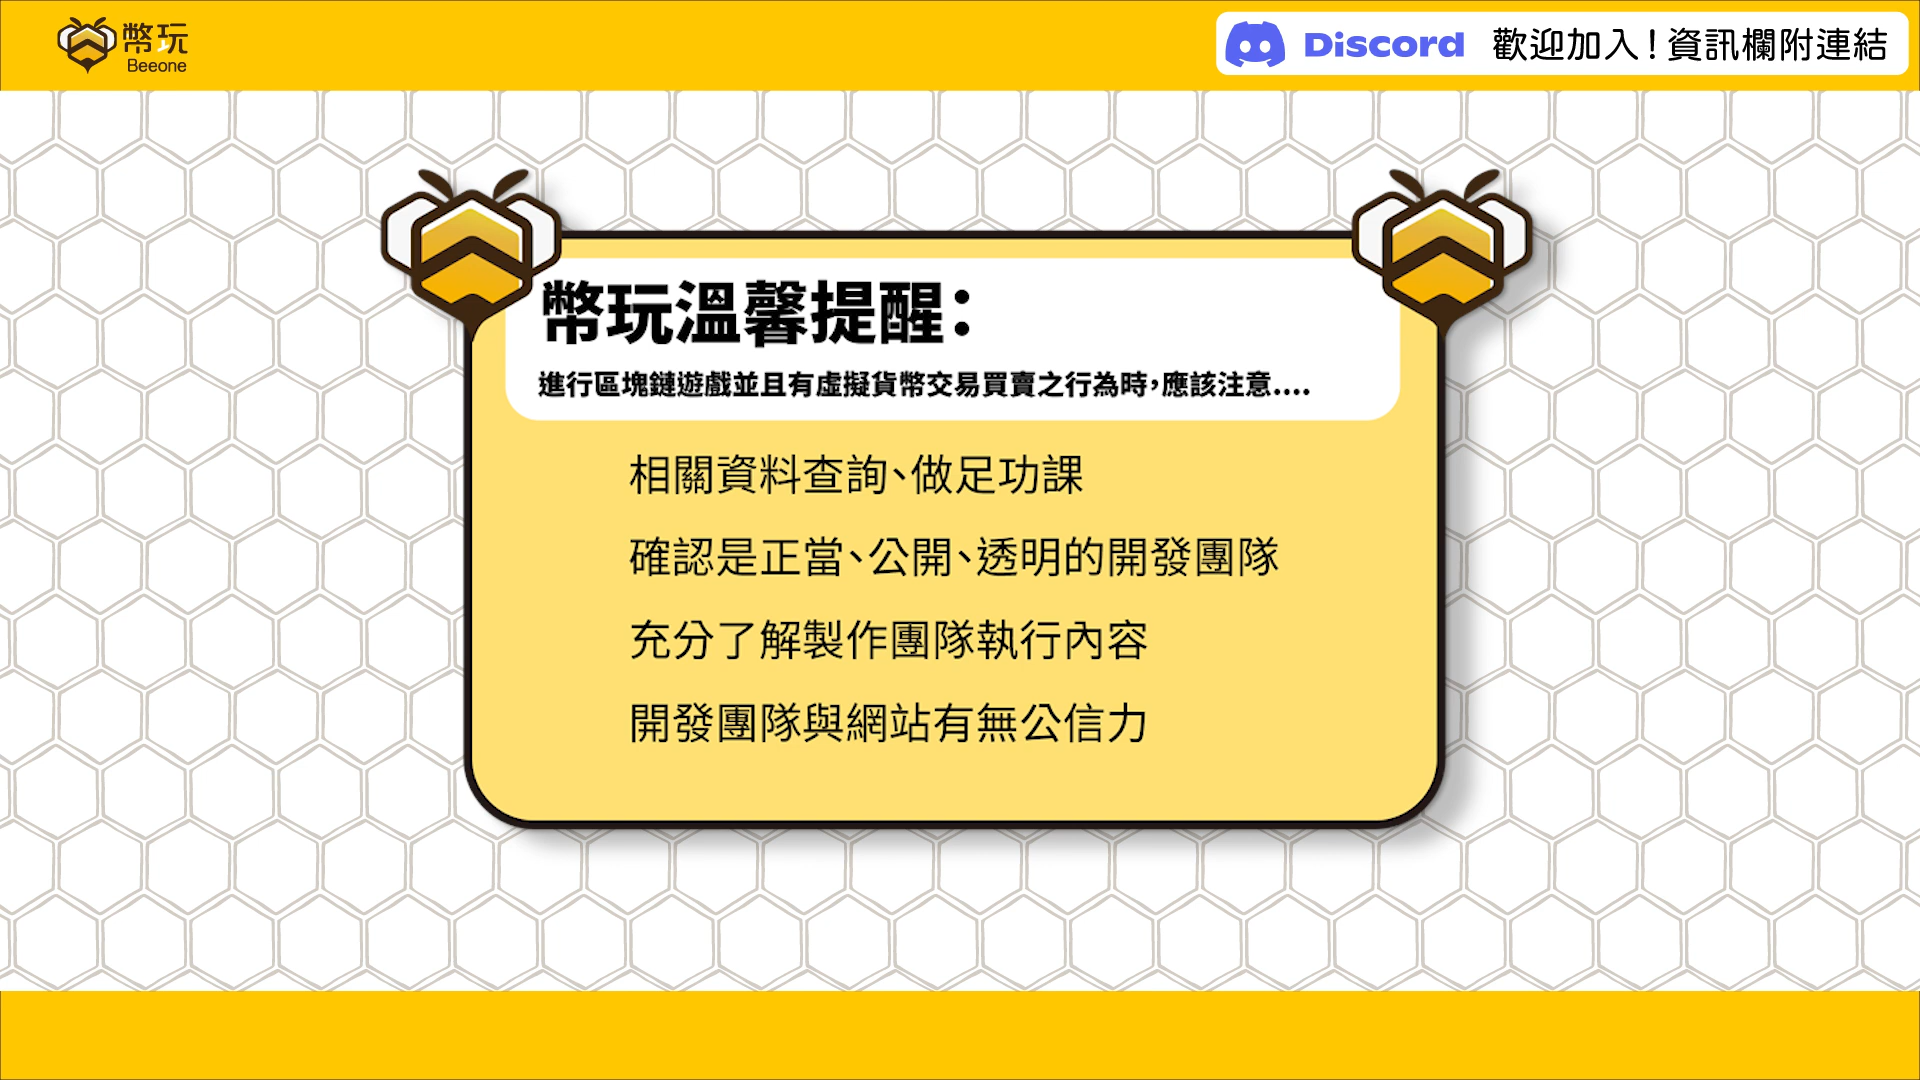 幣玩
Beeone
Discord 歡迎加入！資訊欄附連結
幣玩溫馨提醒：
進行區塊鏈遊戲並且有虛擬貨幣交易買賣之行為時，應該注意....
相關資料查詢、做足功課
確認是正當、公開、透明的開發團隊
充分了解製作團隊執行內容
開發團隊與網站有無公信力